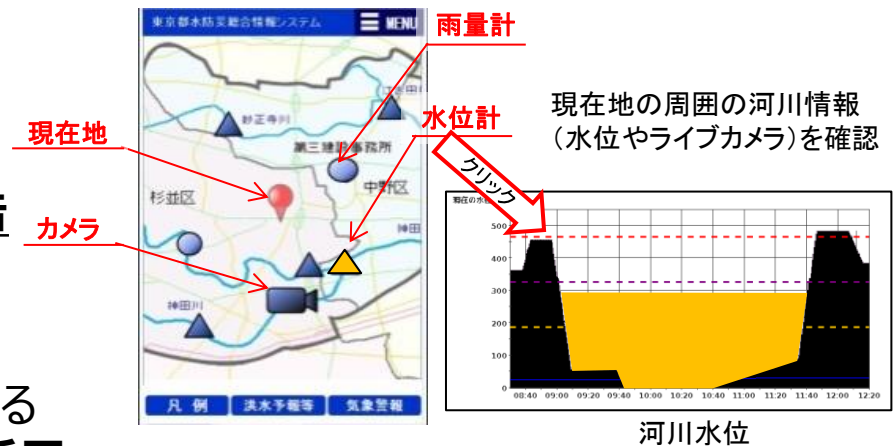 東京都水防災総合情報システム
MENU
雨量計
現在地の周囲の河川情報
(水位やライブカメラ)を確認
水位計
現在地
カメラ
クリック
妙正寺川
第三建設事務所
中野区
杉並区
神田
神田川
凡 例
洪水予報等
気象警報
現在の水位
500
400
300
200
100
0
08:40 09:00 09:20 09:40 10:00 10:20 10:40 11:00 11:20 11:40 12:00 12:20
河川水位
る